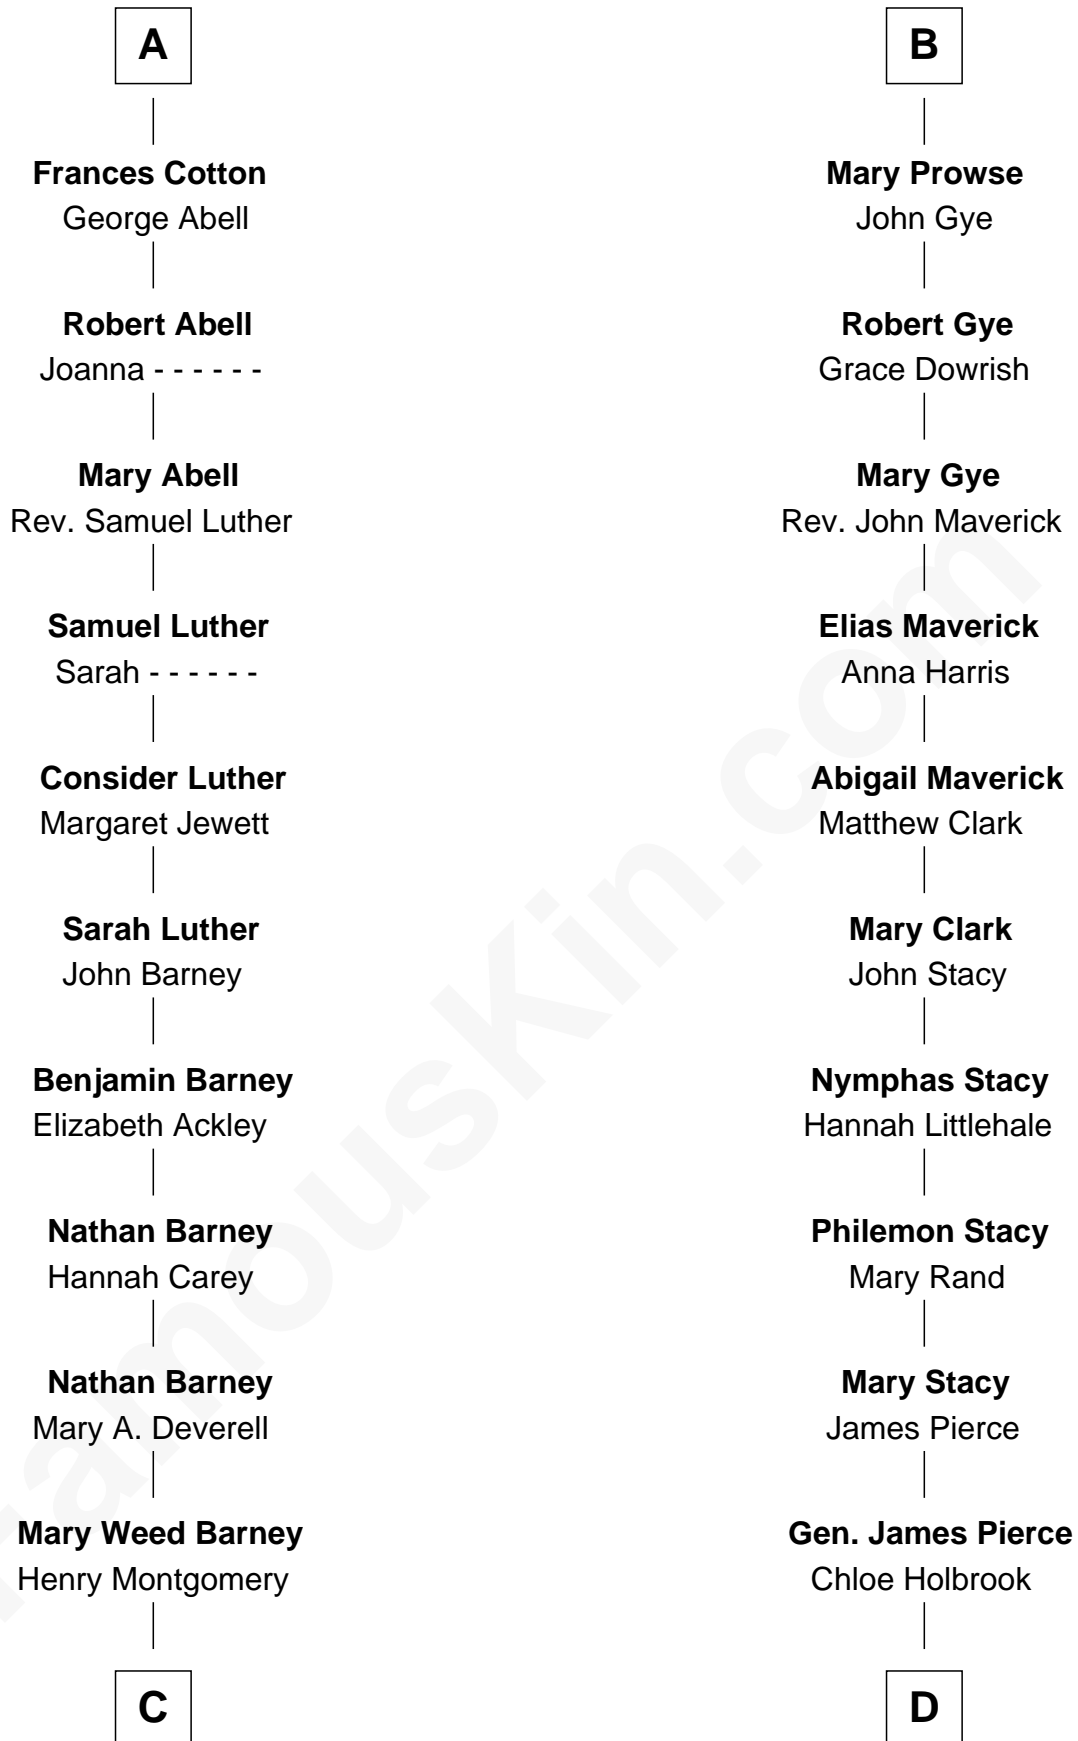 A
Frances Cotton
George Abell
Robert Abell
Joanna - - - - - -
Mary Abell
Rev. Samuel Luther
Samuel Luther
Sarah - - - - - -
Consider Luther
Margaret Jewett
Sarah Luther
John Barney
Benjamin Barney
Elizabeth Ackley
Nathan Barney
Hannah Carey
Nathan Barney
Mary A. Deverell
Mary Weed Barney
Henry Montgomery
C
B
Mary Prowse
John Gye
Robert Gye
Grace Dowrish
Mary Gye
Rev. John Maverick
Elias Maverick
Anna Harris
Abigail Maverick
Matthew Clark
Mary Clark
John Stacy
Nymphas Stacy
Hannah Littlehale
Philemon Stacy
Mary Rand
Mary Stacy
James Pierce
Gen. James Pierce
Chloe Holbrook
D
FamousKin.com